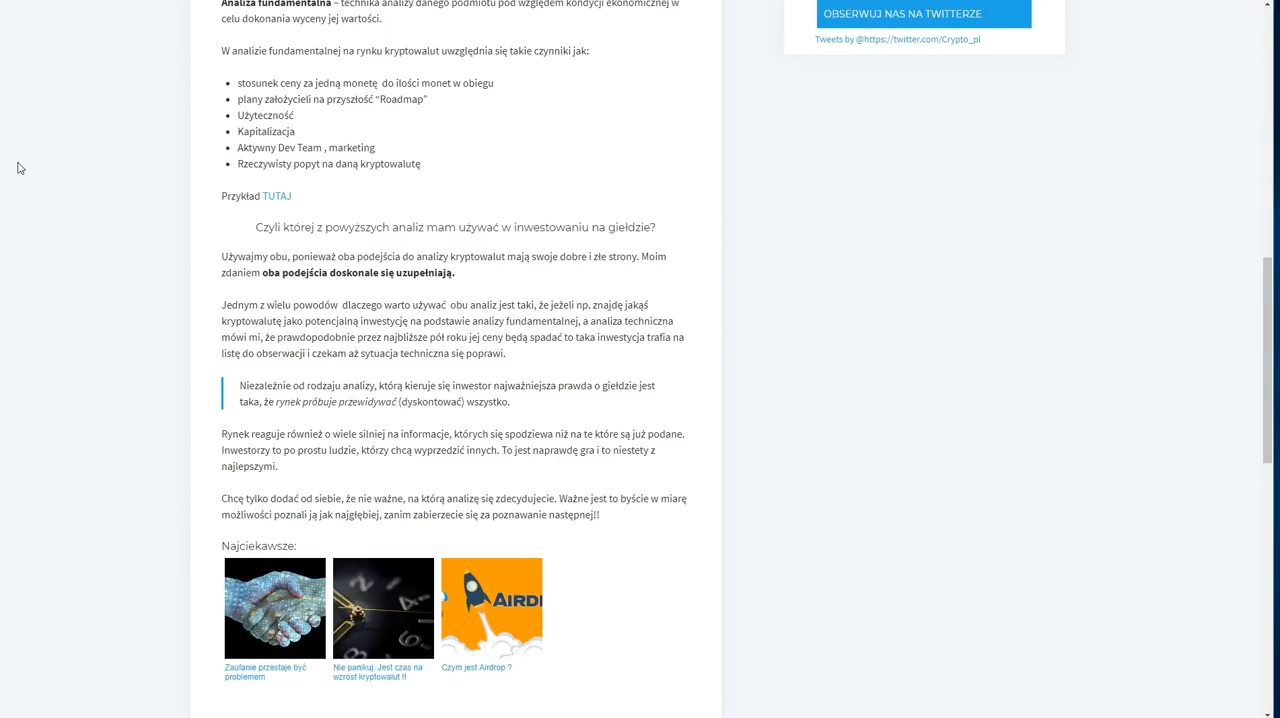 Analiza fundamentalna – technika analizy danego podmiotu pod względem kondycji ekonomicznej w
celu dokonania wyceny jej wartości.
W analizie fundamentalnej na rynku kryptowalut uwzględnia się takie czynniki jak:
stosunek ceny za jedną monetę  do ilości monet w obiegu
plany założycieli na przyszłość “Roadmap”
Użyteczność
Kapitalizacja
Aktywny Dev Team , marketing
Rzeczywisty popyt na daną kryptowalutę
Przykład TUTAJ
Czyli której z powyższych analiz mam używać w inwestowaniu na giełdzie?
Używajmy obu, ponieważ oba podejścia do analizy kryptowalut mają swoje dobre i złe strony. Moim
zdaniem oba podejścia doskonale się uzupełniają.
Jednym z wielu powodów  dlaczego warto używać  obu analiz jest taki, że jeżeli np. znajdę jakąś
kryptowalutę jako potencjalną inwestycję na podstawie analizy fundamentalnej, a analiza techniczna
mówi mi, że prawdopodobnie przez najbliższe pół roku jej ceny będą spadać to taka inwestycja trafia na
listę do obserwacji i czekam aż sytuacja techniczna się poprawi.
Niezależnie od rodzaju analizy, którą kieruje się inwestor najważniejsza prawda o giełdzie jest
taka, że rynek próbuje przewidywać (dyskontować) wszystko.
Rynek reaguje również o wiele silniej na informacje, których się spodziewa niż na te które są już podane.
Inwestorzy to po prostu ludzie, którzy chcą wyprzedzić innych. To jest naprawdę gra i to niestety z
najlepszymi.
Chcę tylko dodać od siebie, że nie ważne, na którą analizę się zdecydujecie. Ważne jest to byście w miarę
możliwości poznali ją jak najgłębiej, zanim zabierzecie się za poznawanie następnej!!
Najciekawsze:
AIRD
Zaufanie przestaje być
problemem
Nie panikuj, Jest czas na
wzrost kryptowalut !!
Czym jest Airdrop ?
OBSERWUJ NAS NA TWITTERZE
Tweets by @https://twitter.com/Crypto_pl